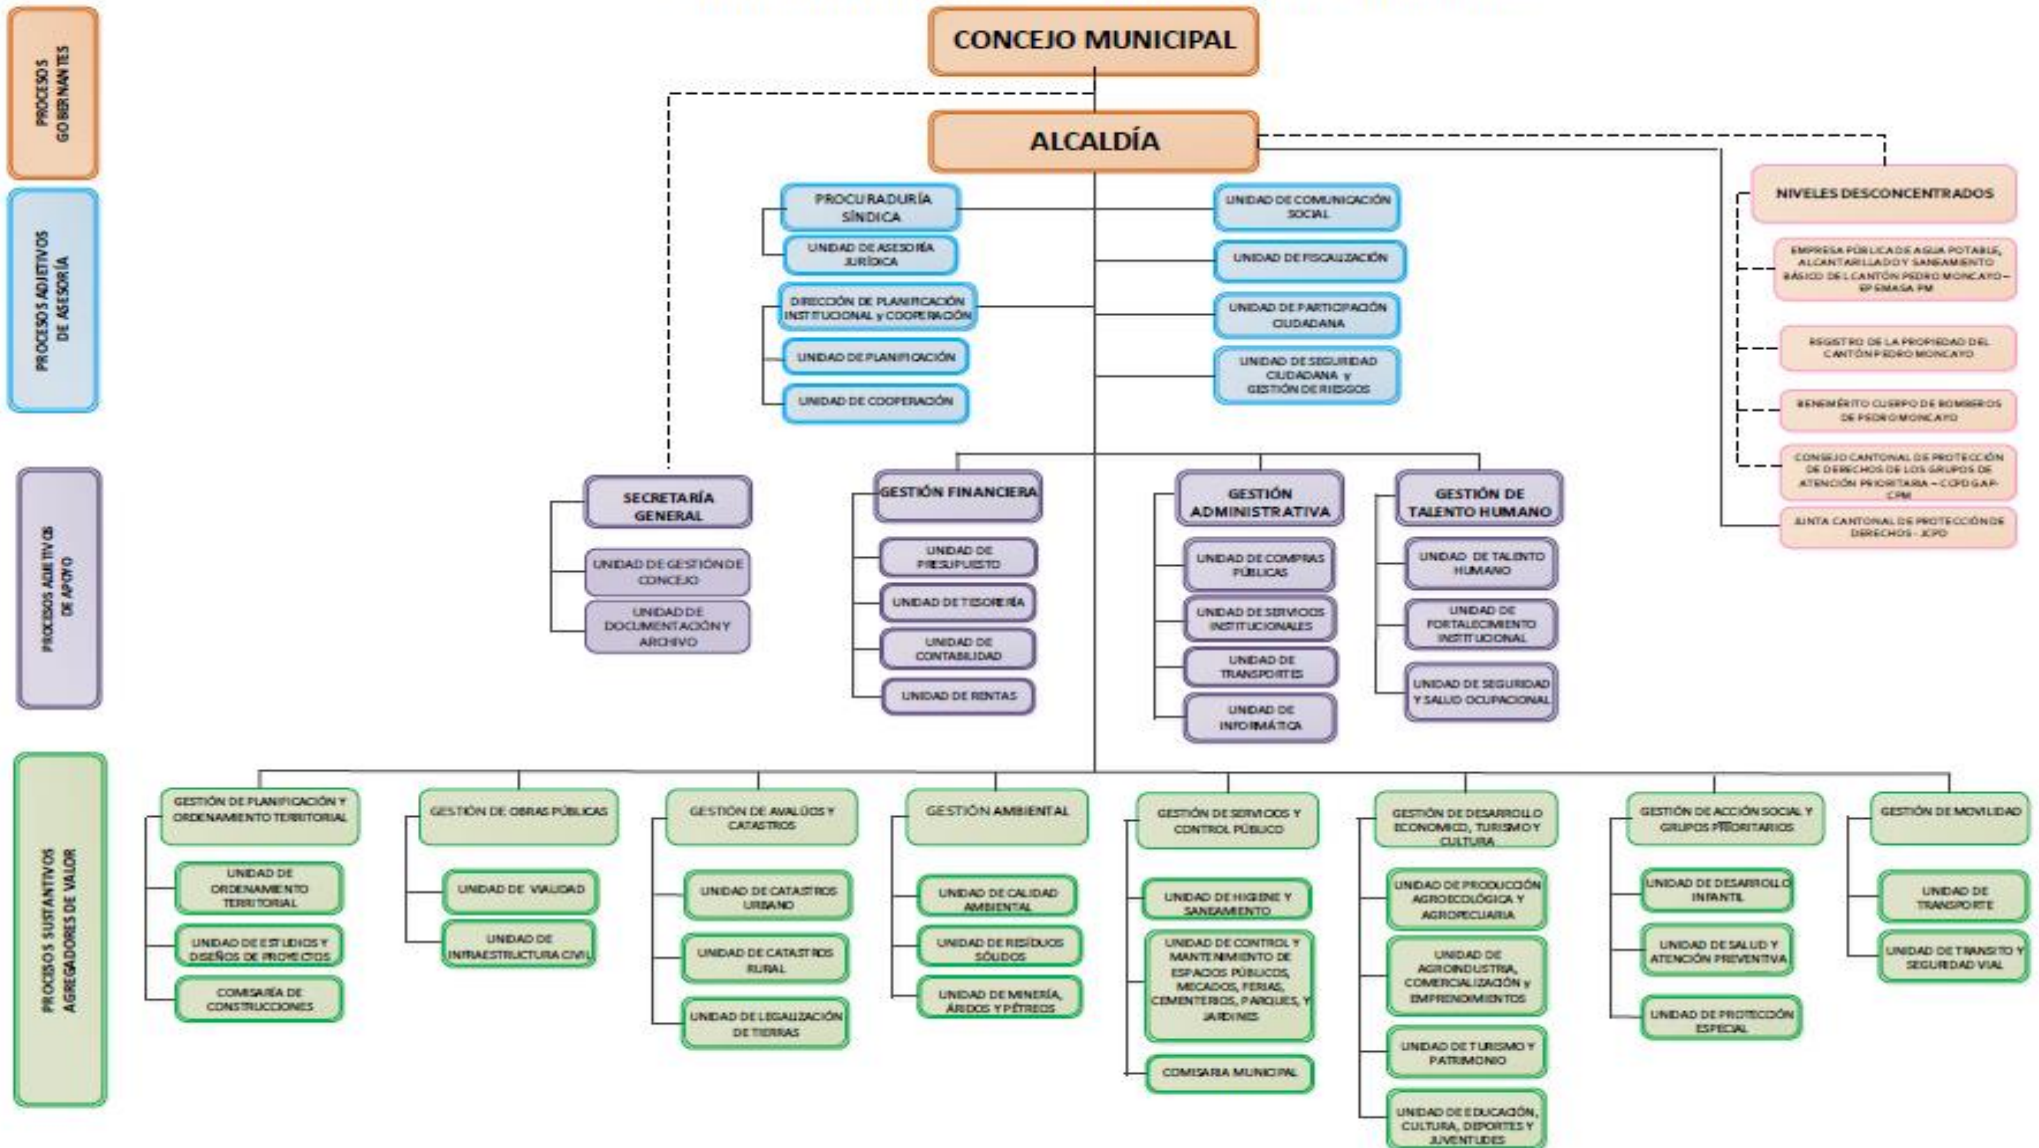 CONCEJO MUNICIPAL
ALCALDÍA
PROCESOS
GOBERNANTES
PROCESOS ADJETIVOS
DE ASESORÍA
PROCURADURÍA
SÍNDICA
UNIDAD DE ASESORÍA
JURÍDICA
DIRECCIÓN DE PLANIFICACIÓN
INSTITUCIONAL y COOPERACIÓN
UNIDAD DE PLANIFICACIÓN
UNIDAD DE COOPERACIÓN
UNIDAD DE COMUNICACIÓN
SOCIAL
UNIDAD DE FISCALIZACIÓN
UNIDAD DE PARTICIPACIÓN
CIUDADANA
UNIDAD DE SEGURIDAD
CIUDADANA y
GESTIÓN DE RIESGOS
NIVELES DESCONCENTRADOS
EMPRESA PÚBLICA DE AGUA POTABLE,
ALCANTARILLADO Y SANEAMIENTO
BÁSICO DEL CANTÓN PEDRO MONCAYO –
EP EMASA PM
REGISTRO DE LA PROPIEDAD DEL
CANTÓN PEDRO MONCAYO
BENEMÉRITO CUERPO DE BOMBEROS
DE PEDRO MONCAYO
CONSEJO CANTONAL DE PROTECCIÓN
DE DERECHOS DE LOS GRUPOS DE
ATENCIÓN PRIORITARIA – CCPDGAP-
CPM
JUNTA CANTONAL DE PROTECCIÓN DE
DERECHOS - JCPD
PROCESOS ADJETIVOS
DE APOYO
SECRETARÍA
GENERAL
UNIDAD DE GESTIÓN DE
CONCEJO
UNIDAD DE
DOCUMENTACIÓN Y
ARCHIVO
GESTIÓN FINANCIERA
UNIDAD DE
PRESUPUESTO
UNIDAD DE TESORERÍA
UNIDAD DE
CONTABILIDAD
UNIDAD DE RENTAS
GESTIÓN
ADMINISTRATIVA
UNIDAD DE COMPRAS
PÚBLICAS
UNIDAD DE SERVICIOS
INSTITUCIONALES
UNIDAD DE
TRANSPORTES
UNIDAD DE
INFORMÁTICA
GESTIÓN DE
TALENTO HUMANO
UNIDAD DE TALENTO
HUMANO
UNIDAD DE
FORTALECIMIENTO
INSTITUCIONAL
UNIDAD DE SEGURIDAD
Y SALUD OCUPACIONAL
PROCESOS SUSTANTIVOS
AGREGADORES DE VALOR
GESTIÓN DE PLANIFICACIÓN Y
ORDENAMIENTO TERRITORIAL
UNIDAD DE
ORDENAMIENTO
TERRITORIAL
UNIDAD DE ESTUDIOS Y
DISEÑOS DE PROYECTOS
COMISARÍA DE
CONSTRUCCIONES
GESTIÓN DE OBRAS PÚBLICAS
UNIDAD DE VIALIDAD
UNIDAD DE
INFRAESTRUCTURA CIVIL
GESTIÓN DE AVALÚOS Y
CATASTROS
UNIDAD DE CATASTROS
URBANO
UNIDAD DE CATASTROS
RURAL
UNIDAD DE LEGALIZACIÓN
DE TIERRAS
GESTIÓN AMBIENTAL
UNIDAD DE CALIDAD
AMBIENTAL
UNIDAD DE RESÍDUOS
SÓLIDOS
UNIDAD DE MINERÍA,
ÁRIDOS Y PÉTREOS
GESTIÓN DE SERVICIOS Y
CONTROL PÚBLICO
UNIDAD DE HIGIENE Y
SANEAMIENTO
UNIDAD DE CONTROL Y
MANTENIMIENTO DE
ESPACIOS PÚBLICOS,
MECADOS, FERIAS,
CEMENTERIOS, PARQUES, Y
JARDINES
COMISARIA MUNICIPAL
GESTIÓN DE DESARROLLO
ECONOMICO, TURISMO Y
CULTURA
UNIDAD DE PRODUCCIÓN
AGROECOLÓGICA Y
AGROPECUARIA
UNIDAD DE
AGROINDUSTRIA,
COMERCIALIZACIÓN y
EMPRENDIMIENTOS
UNIDAD DE TURISMO Y
PATRIMONIO
UNIDAD DE EDUCACIÓN,
CULTURA, DEPORTES Y
JUVENTUDES
GESTIÓN DE ACCIÓN SOCIAL Y
GRUPOS PRIORITARIOS
UNIDAD DE DESARROLLO
INFANTIL
UNIDAD DE SALUD Y
ATENCIÓN PREVENTIVA
UNIDAD DE PROTECCIÓN
ESPECIAL
GESTIÓN DE MOVILIDAD
UNIDAD DE
TRANSPORTE
UNIDAD DE TRANSITO Y
SEGURIDAD VIAL